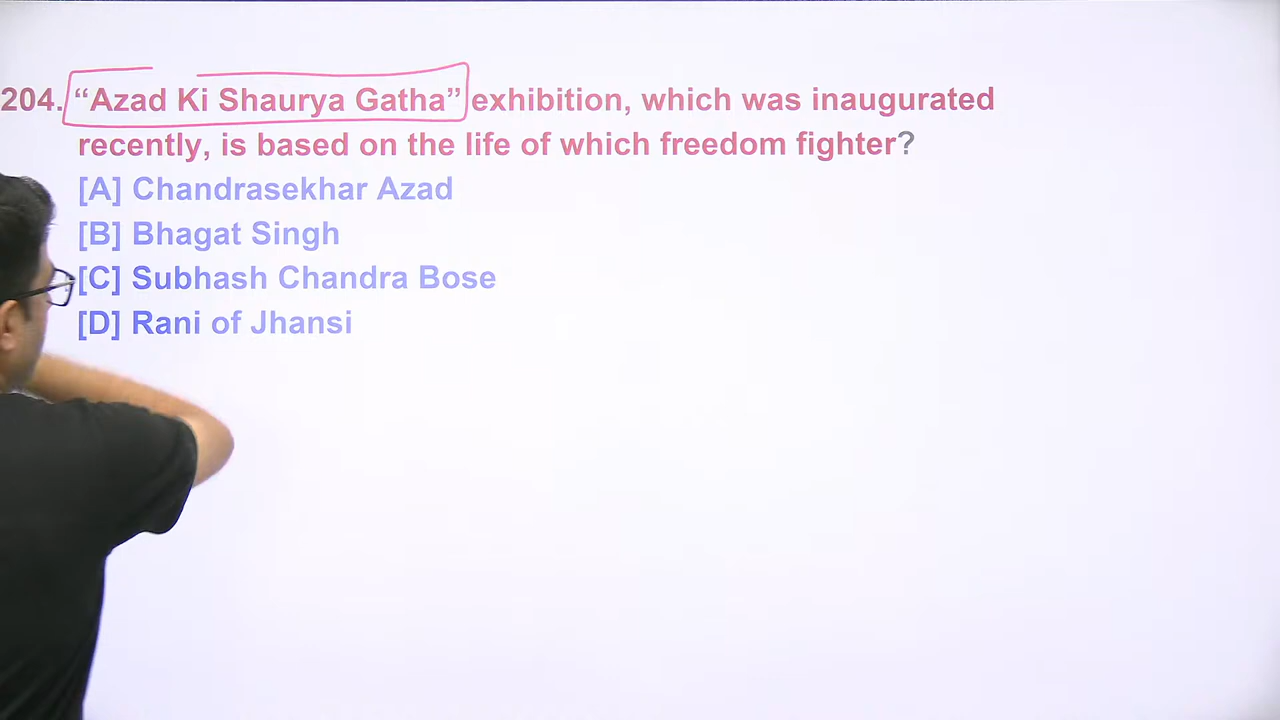 204. “Azad Ki Shaurya Gatha” exhibition, which was inaugurated
recently, is based on the life of which freedom fighter?
[A] Chandrasekhar Azad
[B] Bhagat Singh
[C] Subhash Chandra Bose
[D] Rani of Jhansi